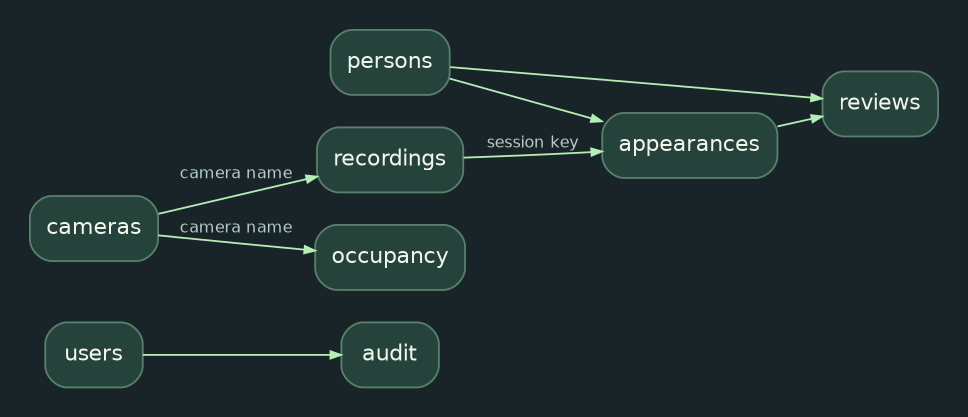 persons
reviews
appearances
recordings
session key
camera name
cameras
camera name
occupancy
users
audit